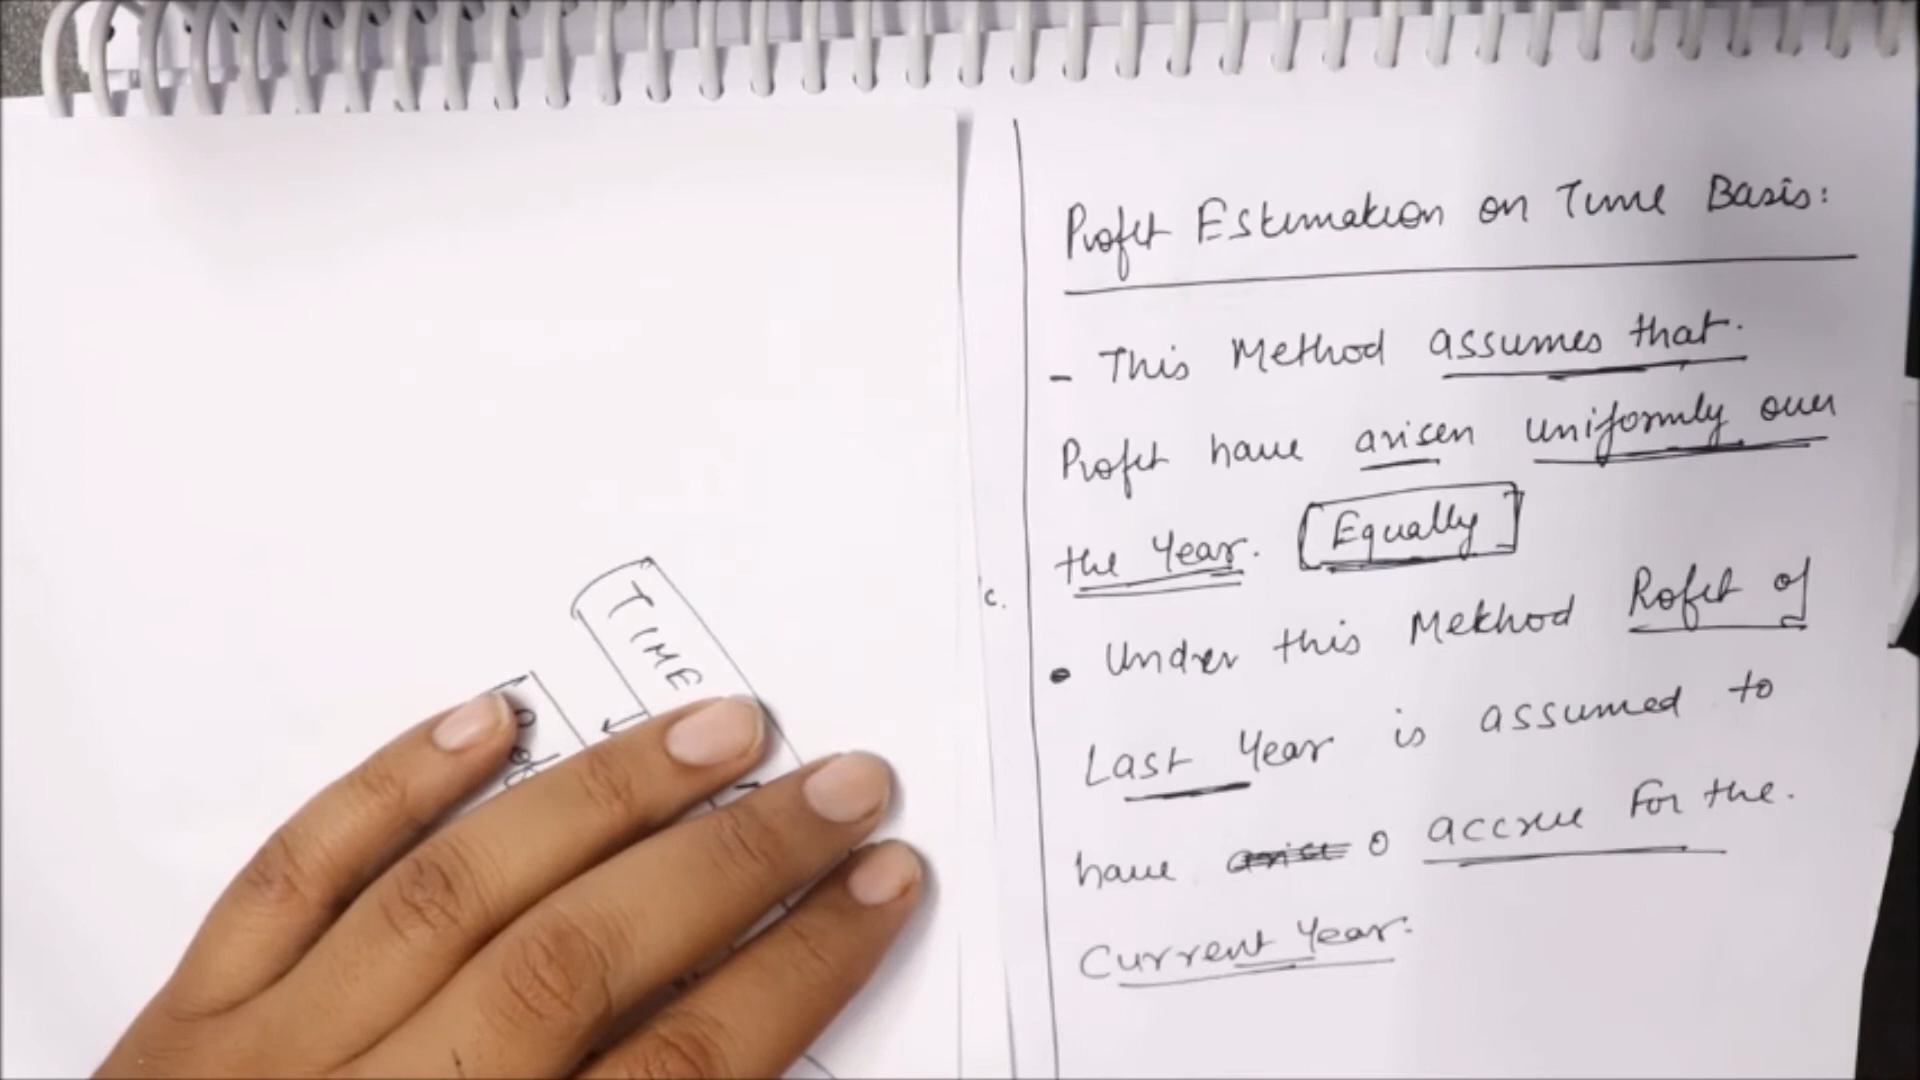 TIME
c.
Profit Estimation on Time Basis:
- This Method assumes that.
Profit have arisen uniformly over
the Year. [Equally]
• Under this Method Profit of
Last Year is assumed to
have o accrue For the.
Current Year.